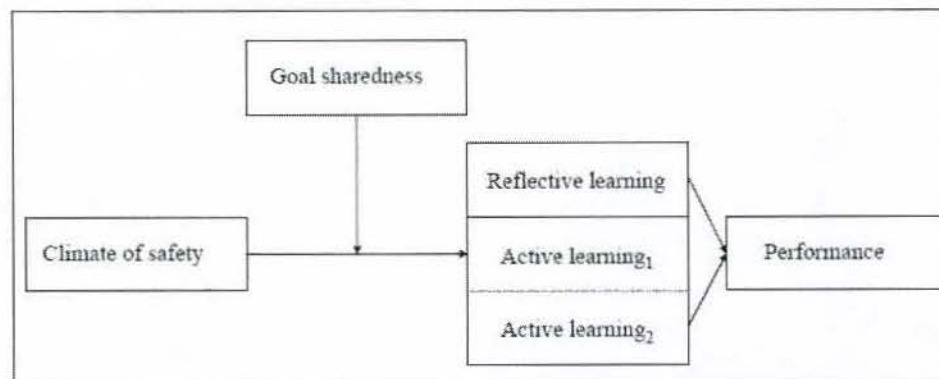 Goal sharedness
Reflective learning
Climate of safety
Active learning₁
Performance
Active learning₂